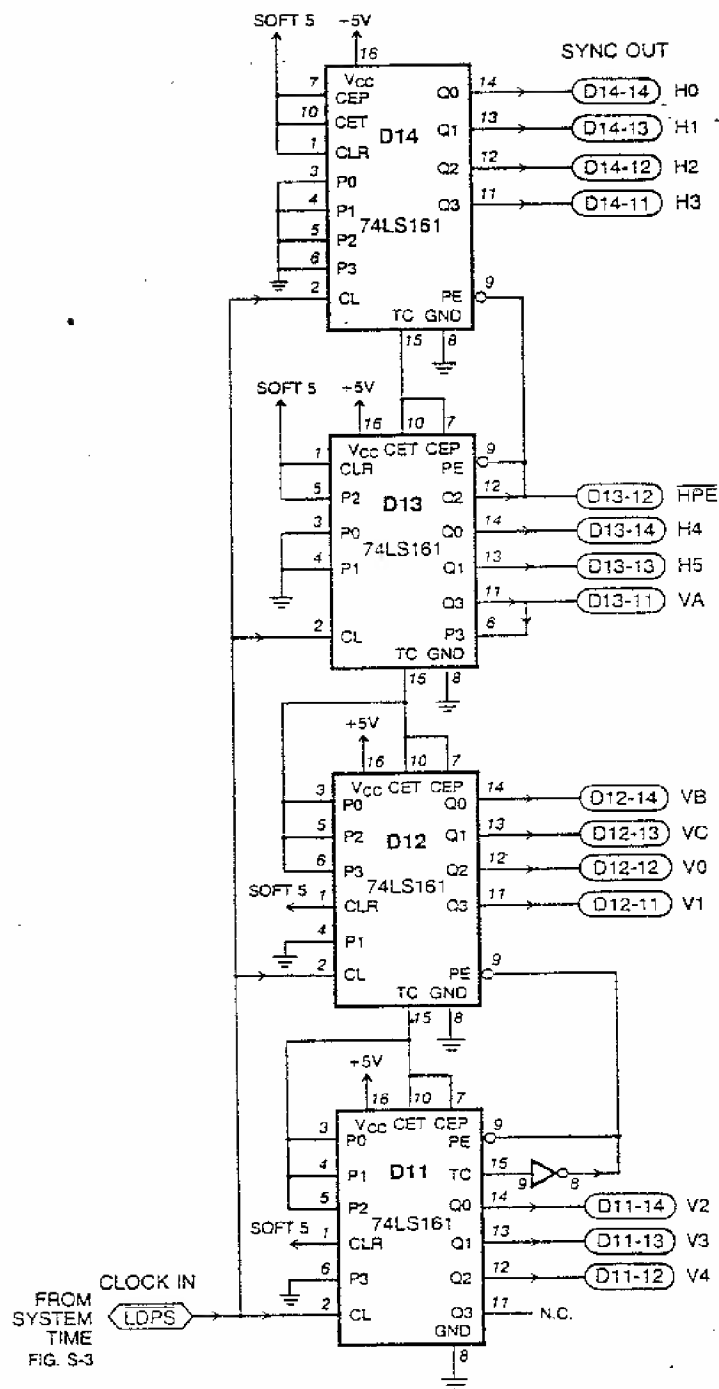 SOFT 5 +5V
16
SYNC OUT
7 VCC Q0 14 D14-14 H0
CEP
10 CET D14 Q1 13 D14-13 H1
1 CLR
3 P0 Q2 12 D14-12 H2
4 P1 Q3 11 D14-11 H3
74LS161
5 P2
6 P3
2 CL PE 9
TC GND
15 8
SOFT 5 +5V
16 10 7
VCC CET CEP
1 CLR PE 9
5 P2 D13 Q2 12 D13-12 HPE
3 P0 Q0 14 D13-14 H4
74LS161
4 P1 Q1 13 D13-13 H5
Q3 11 D13-11 VA
2 CL P3 6
TC GND
15 8
+5V
16 10 7
VCC CET CEP
3 P0 Q0 14 D12-14 VB
5 P2 D12 Q1 13 D12-13 VC
6 P3 Q2 12 D12-12 V0
74LS161
SOFT 5 1 CLR Q3 11 D12-11 V1
4 P1
2 CL PE 9
TC GND
15 8
+5V
16 10 7
VCC CET CEP
3 P0 PE 9
4 P1 D11 TC 15 9 8
5 P2 Q0 14 D11-14 V2
74LS161
SOFT 5 1 CLR Q1 13 D11-13 V3
6 P3 Q2 12 D11-12 V4
CLOCK IN
FROM SYSTEM TIME
FIG. S-3
LDPS 2 CL Q3 11 N.C.
GND
8